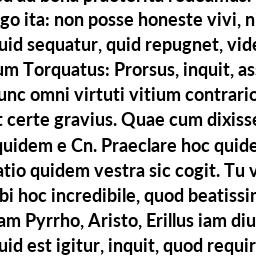 go ita: non posse honeste vivi, n
uid sequatur, quid repugnet, vide
um Torquatus: Prorsus, inquit, as
unc omni virtuti vitium contrario
t certe gravius. Quae cum dixisse
quidem e Cn. Praeclare hoc quide
atio quidem vestra sic cogit. Tu v
bi hoc incredibile, quod beatissin
am Pyrrho, Aristo, Erillus iam diu
uid est igitur, inquit, quod requir